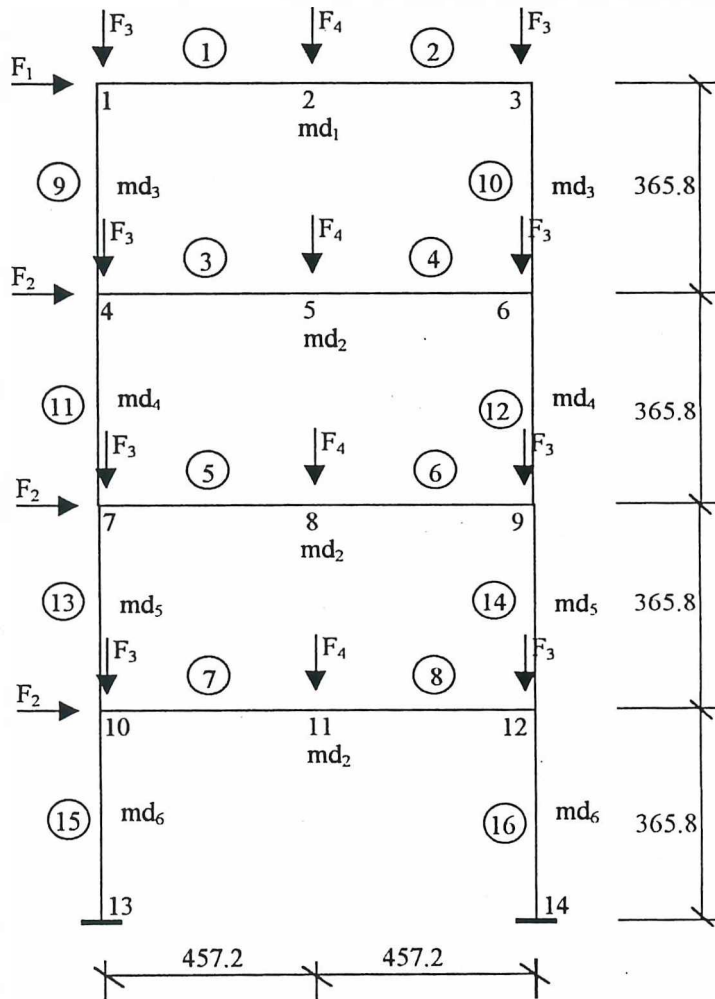 F₃ F₄ F₃
① ②
F₁
1 2 3
md₁
⑨ md₃ ⑩ md₃ 365.8
F₃ F₄ F₃
③ ④
F₂
4 5 6
md₂
⑪ md₄ ⑫ md₄ 365.8
F₃ F₄ F₃
⑤ ⑥
F₂
7 8 9
md₂
⑬ md₅ ⑭ md₅ 365.8
F₃ F₄ F₃
⑦ ⑧
F₂
10 11 12
md₂
⑮ md₆ ⑯ md₆ 365.8
13 14
457.2 457.2